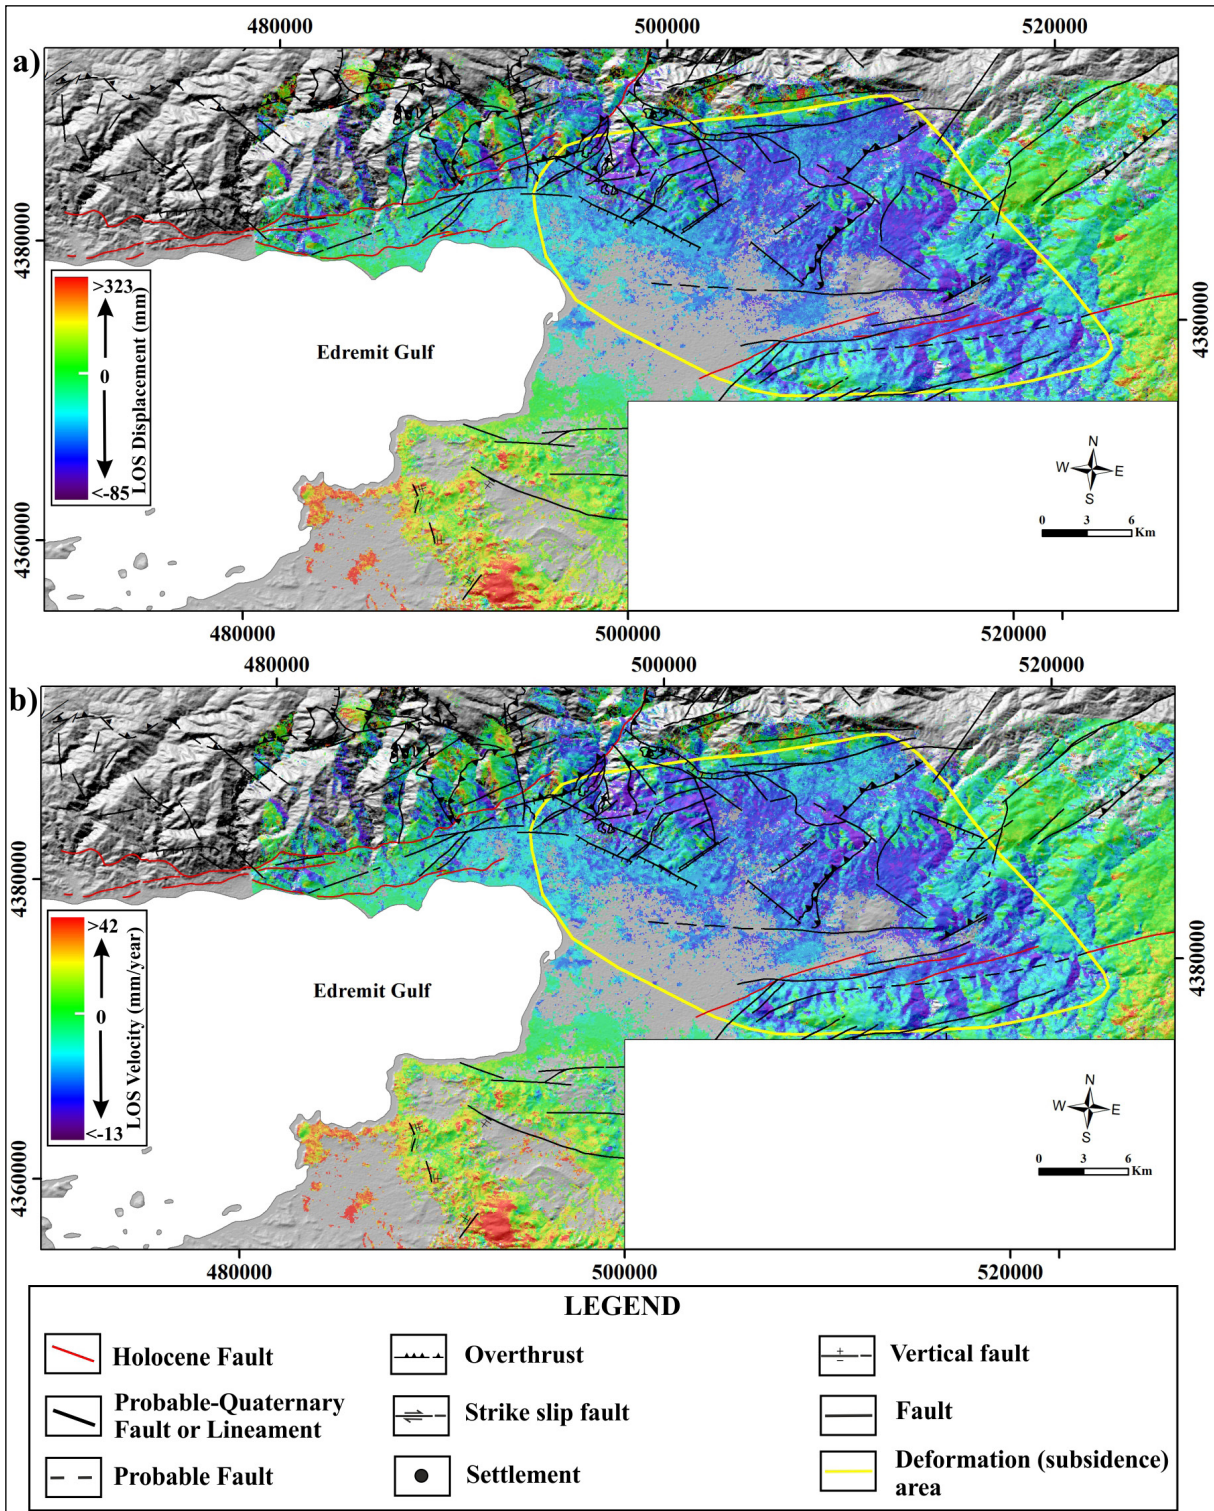 480000
500000
520000
a)
4380000
>323
0
<-85
LOS Displacement (mm)
Edremit Gulf
4380000
N
W
E
S
0 3 6
Km
4360000
480000
500000
520000
480000
500000
520000
b)
4380000
>42
0
<-13
LOS Velocity (mm/year)
Edremit Gulf
4380000
N
W
E
S
0 3 6
Km
4360000
480000
500000
520000
LEGEND
Holocene Fault
Overthrust
Vertical fault
Probable-Quaternary
Fault or Lineament
Strike slip fault
Fault
Probable Fault
Settlement
Deformation (subsidence)
area